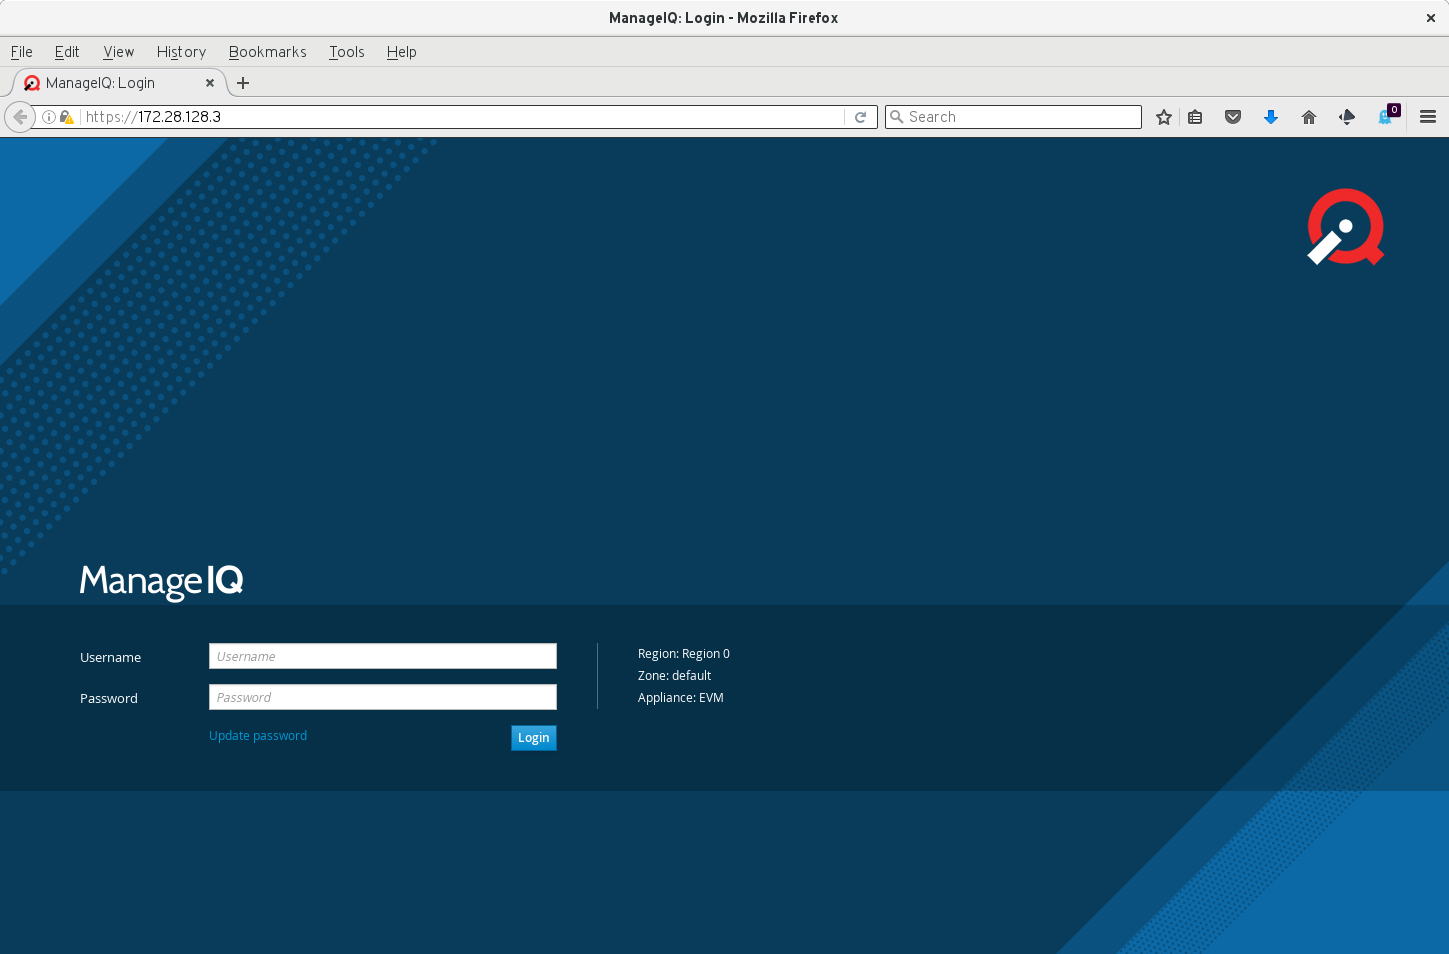 ManageIQ: Login - Mozilla Firefox
File Edit View History Bookmarks Tools Help
ManageIQ: Login
https://172.28.128.3
Search
0
ManageIQ
Username
Username
Password
Password
Update password
Login
Region: Region 0
Zone: default
Appliance: EVM